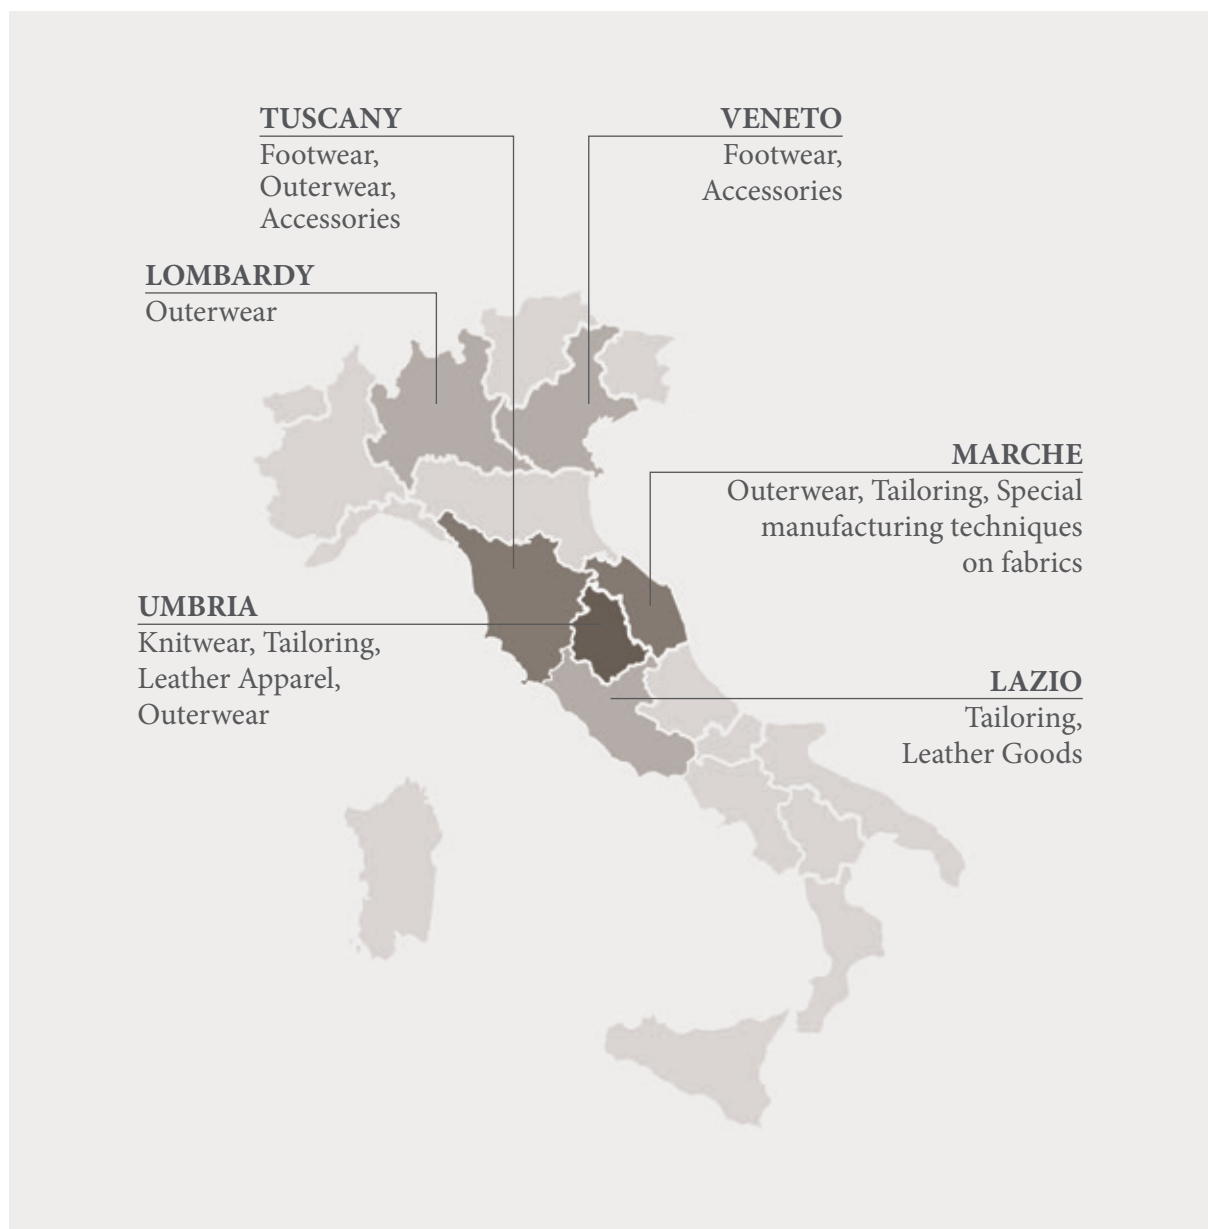 TUSCANY
Footwear,
Outerwear,
Accessories
VENETO
Footwear,
Accessories
LOMBARDY
Outerwear
MARCHE
Outerwear, Tailoring, Special
manufacturing techniques
on fabrics
UMBRIA
Knitwear, Tailoring,
Leather Apparel,
Outerwear
LAZIO
Tailoring,
Leather Goods